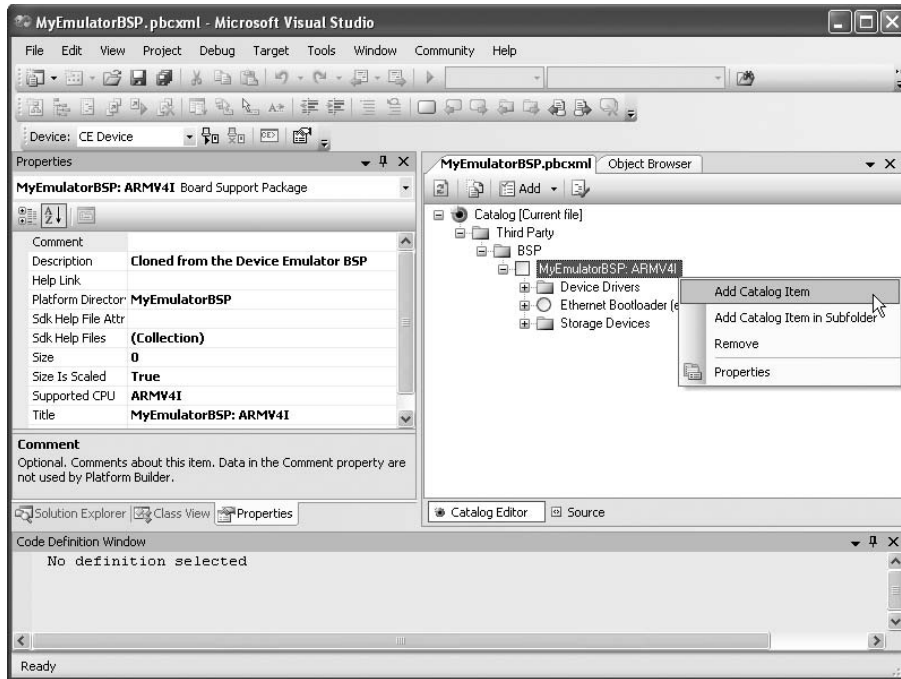 MyEmulatorBSP.pbcxml - Microsoft Visual Studio
File Edit View Project Debug Target Tools Window Community Help
Device: CE Device
Properties
MyEmulatorBSP: ARMV4I Board Support Package
Comment
Description Cloned from the Device Emulator BSP
Help Link
Platform Director MyEmulatorBSP
Sdk Help File Attr
Sdk Help Files (Collection)
Size 0
Size Is Scaled True
Supported CPU ARMV4I
Title MyEmulatorBSP: ARMV4I
Comment
Optional. Comments about this item. Data in the Comment property are
not used by Platform Builder.
Solution Explorer Class View Properties
MyEmulatorBSP.pbcxml Object Browser
Add
Catalog [Current file]
Third Party
BSP
MyEmulatorBSP: ARMV4I
Device Drivers
Ethernet Bootloader (e
Storage Devices
Add Catalog Item
Add Catalog Item in Subfolder
Remove
Properties
Catalog Editor Source
Code Definition Window
No definition selected
Ready